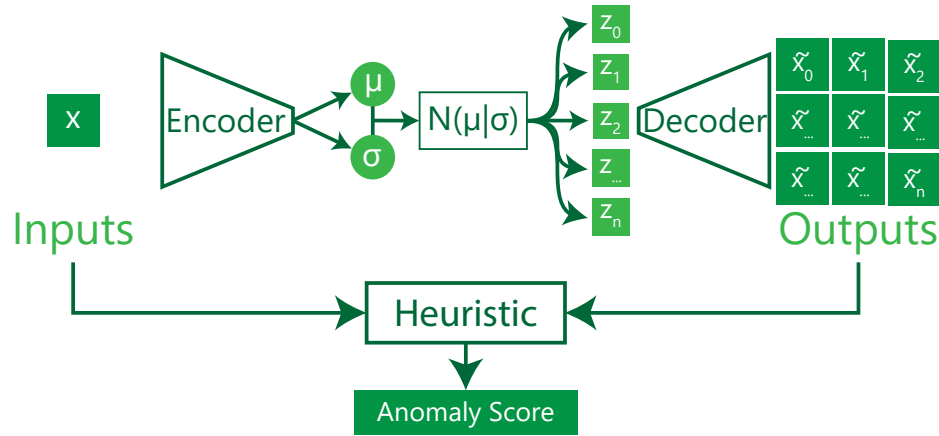 x
Encoder
μ
σ
N(μ|σ)
z₀
z₁
z₂
z...
zₙ
Decoder
x̃₀ x̃₁ x̃₂
x̃... x̃... x̃...
x̃... x̃... x̃ₙ
Inputs
Outputs
Heuristic
Anomaly Score